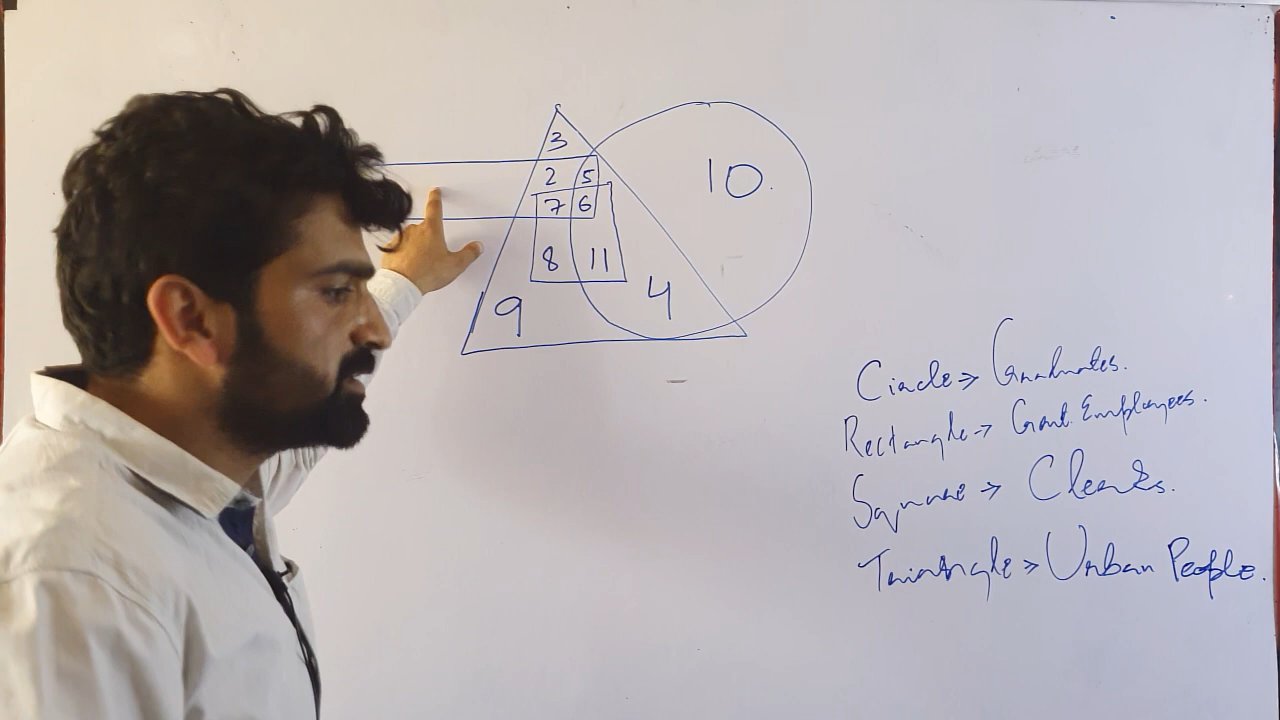 3
10.
2 5
7 6
8 11
9 4
Circle → Graduates.
Rectangle → Govt. Employees.
Square → Clerks.
Triangle → Urban People.